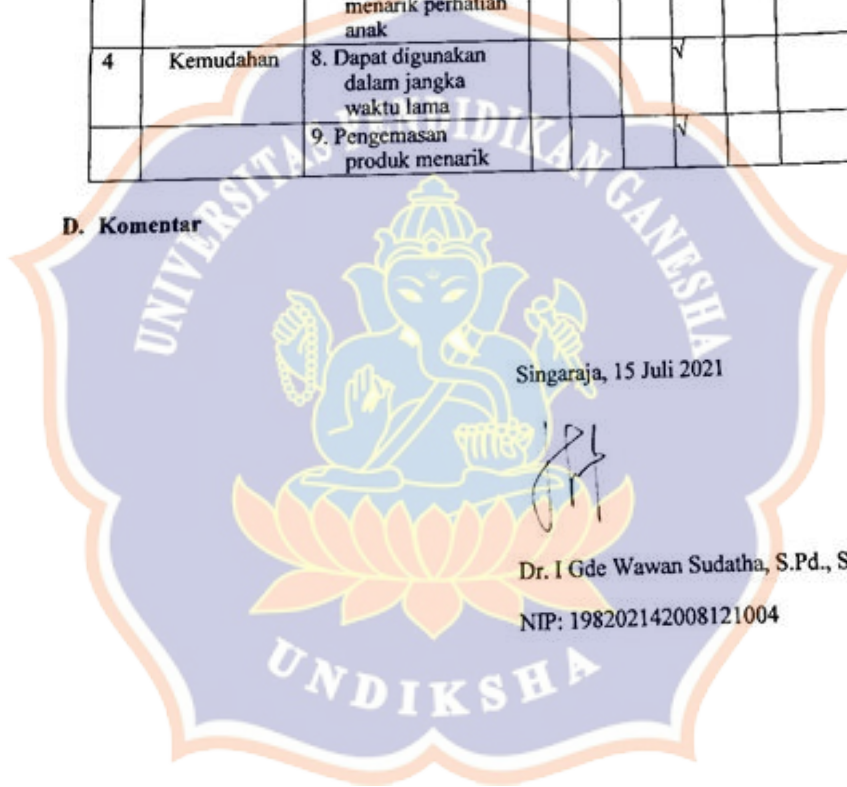 menarik perhatian
anak
4 Kemudahan 8. Dapat digunakan √
dalam jangka
waktu lama
9. Pengemasan √
produk menarik
UNIVERSITAS PENDIDIKAN GANESHA
D. Komentar
Singaraja, 15 Juli 2021
Dr. I Gde Wawan Sudatha, S.Pd., S
NIP: 198202142008121004
UNDIKSHA